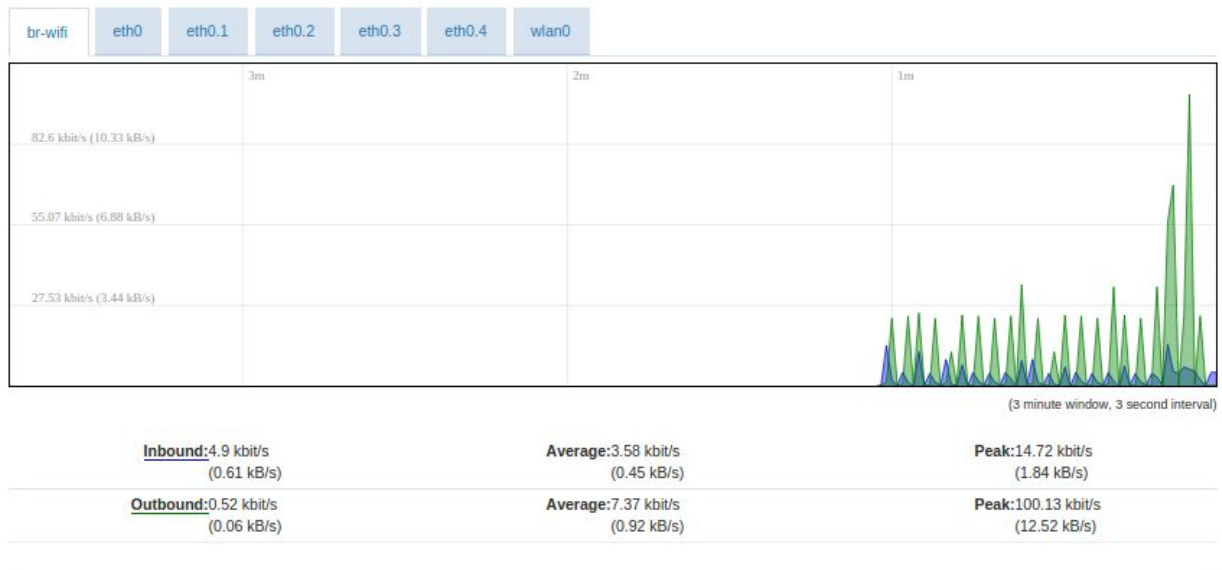 br-wifi eth0 eth0.1 eth0.2 eth0.3 eth0.4 wlan0
3m 2m 1m
82.6 kbit/s (10.33 kB/s)
55.07 kbit/s (6.88 kB/s)
27.53 kbit/s (3.44 kB/s)
(3 minute window, 3 second interval)
Inbound:4.9 kbit/s Average:3.58 kbit/s Peak:14.72 kbit/s
(0.61 kB/s) (0.45 kB/s) (1.84 kB/s)
Outbound:0.52 kbit/s Average:7.37 kbit/s Peak:100.13 kbit/s
(0.06 kB/s) (0.92 kB/s) (12.52 kB/s)